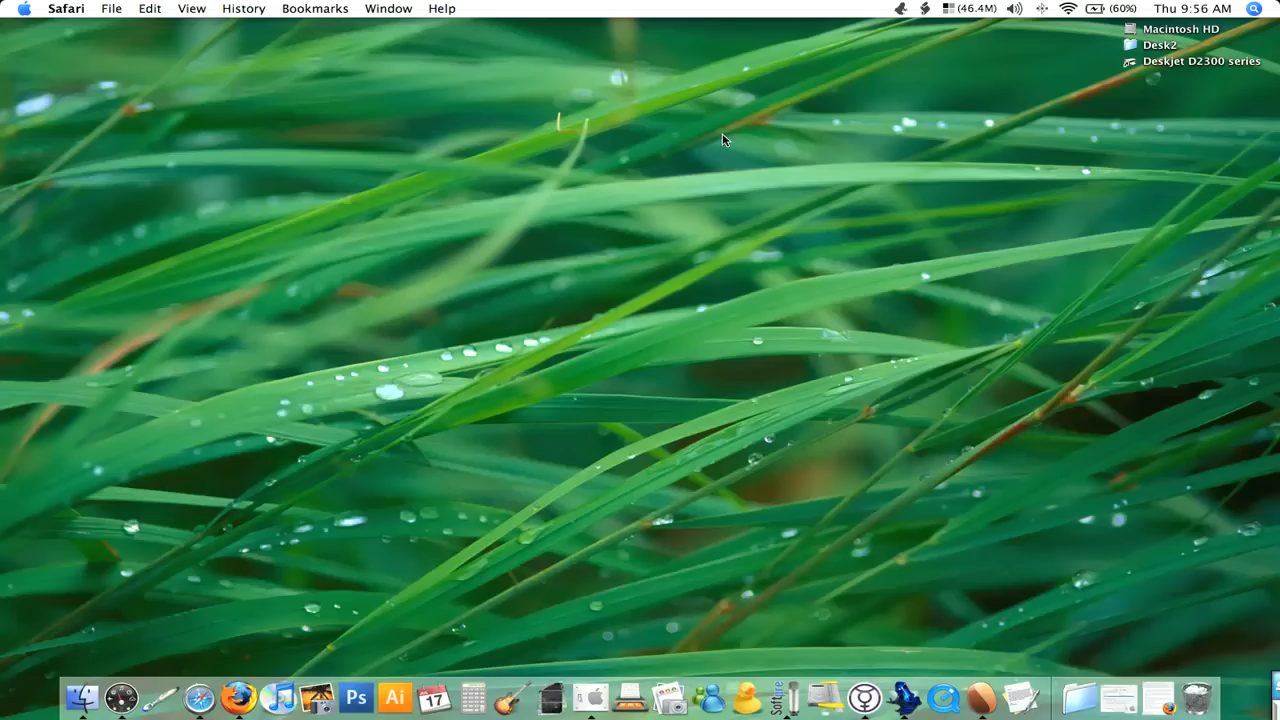 Safari File Edit View History Bookmarks Window Help (46.4M) (60%) Thu 9:56 AM
Macintosh HD
Desk2
Deskjet D2300 series
Ps Ai 17 Software